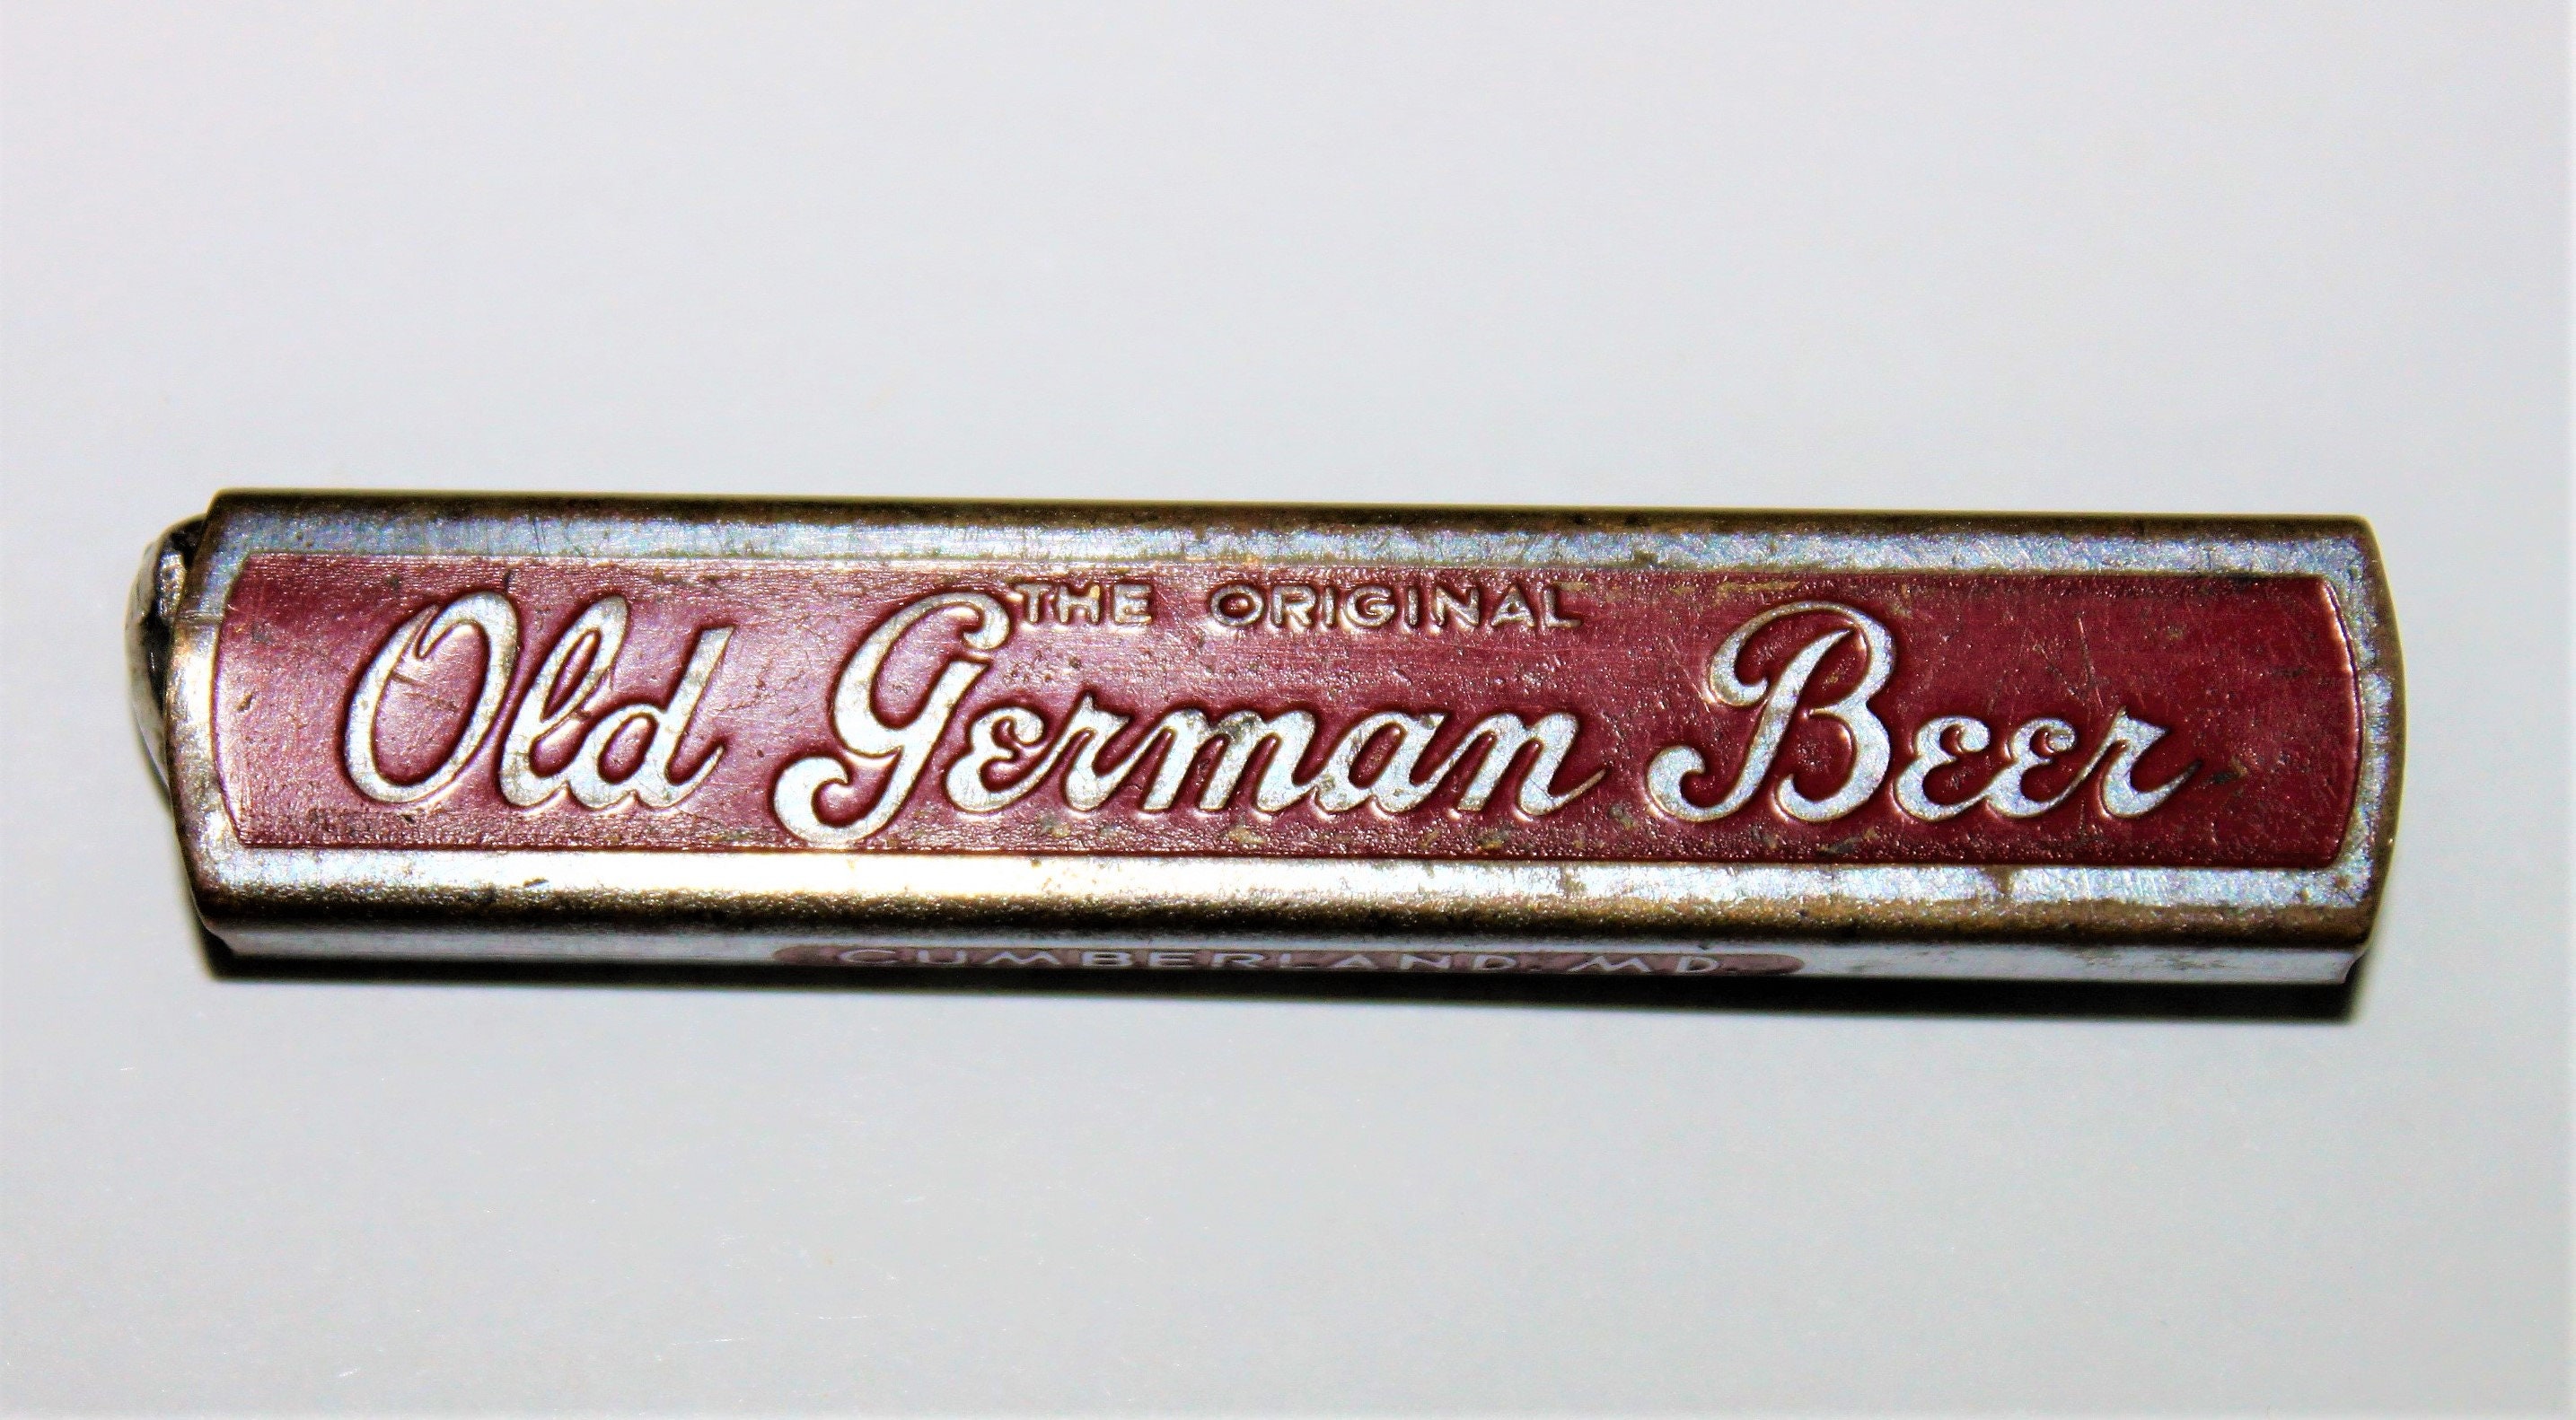 THE ORIGINAL
Old German Beer
CUMBERLAND, MD.